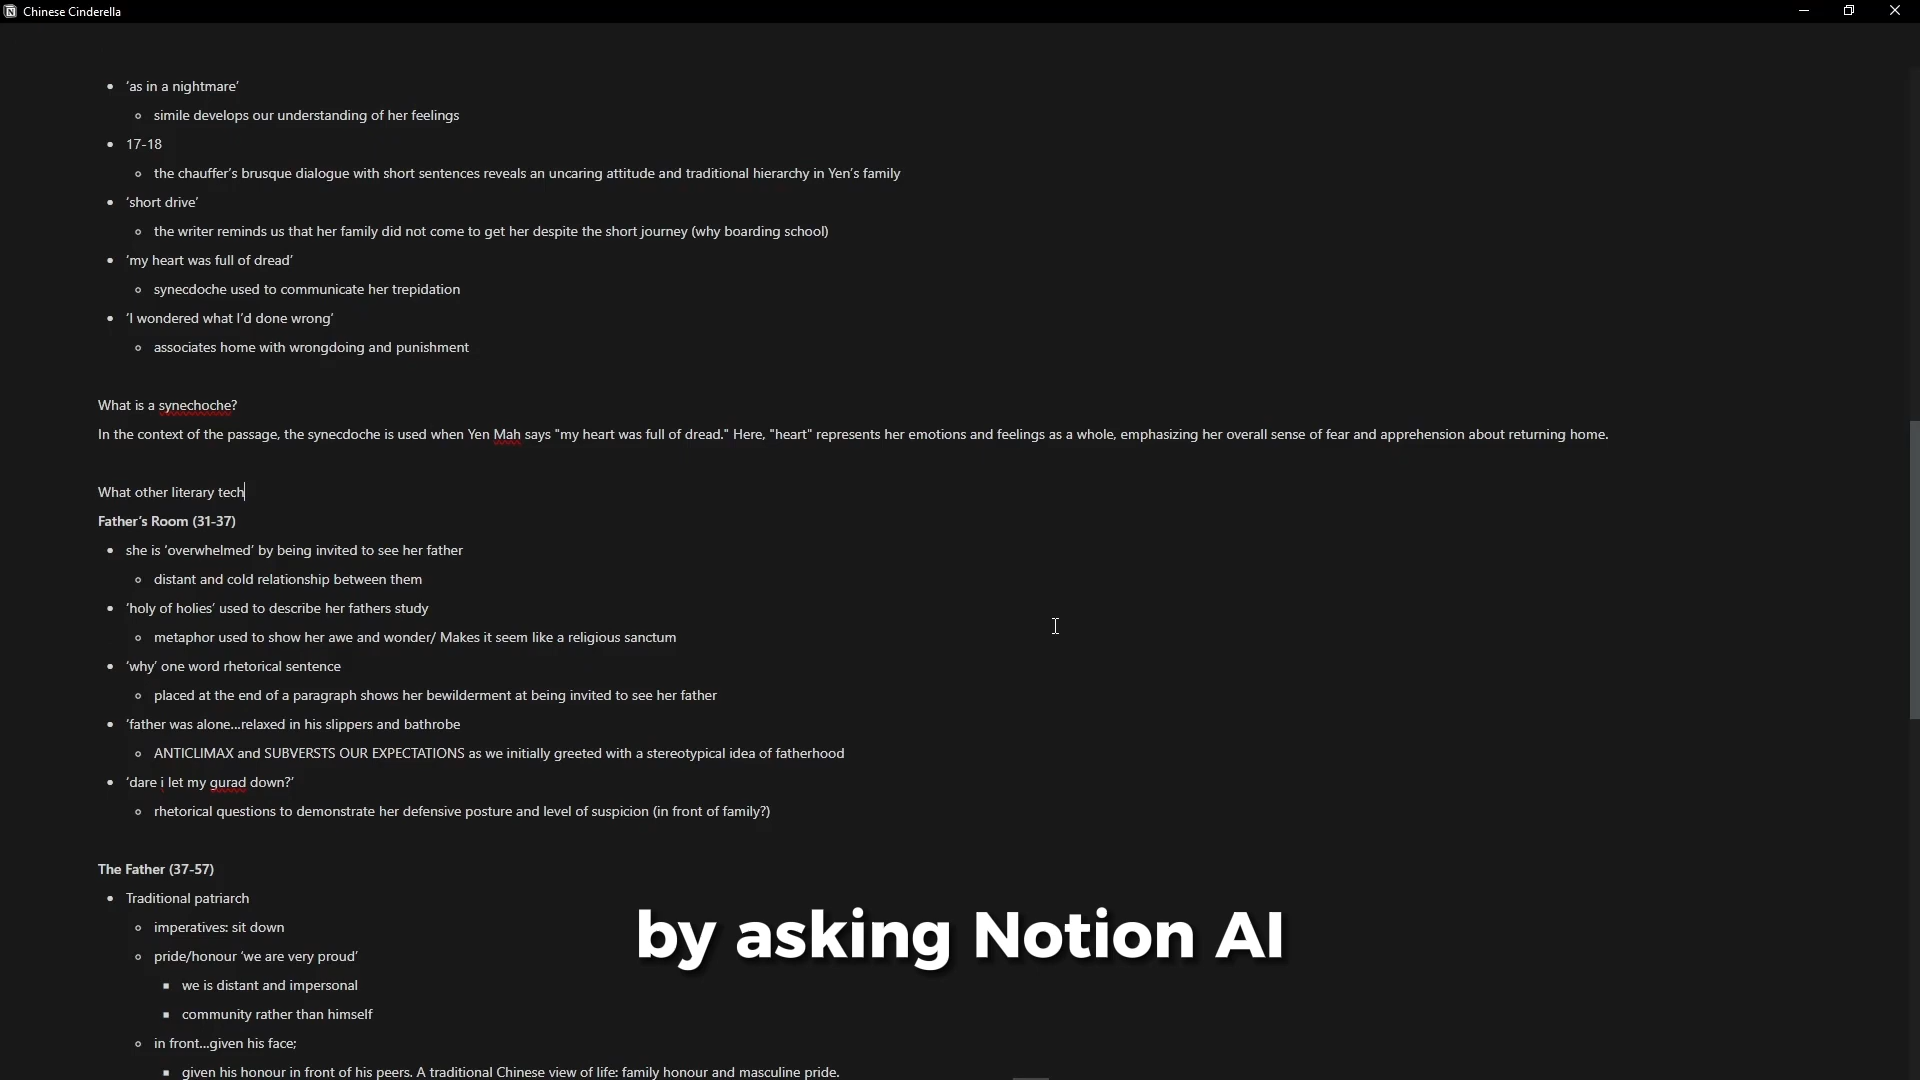 Chinese Cinderella
'as in a nightmare'
simile develops our understanding of her feelings
17-18
the chauffer's brusque dialogue with short sentences reveals an uncaring attitude and traditional hierarchy in Yen's family
'short drive'
the writer reminds us that her family did not come to get her despite the short journey (why boarding school)
'my heart was full of dread'
synecdoche used to communicate her trepidation
'I wondered what I'd done wrong'
associates home with wrongdoing and punishment
What is a synechoche?
In the context of the passage, the synecdoche is used when Yen Mah says "my heart was full of dread." Here, "heart" represents her emotions and feelings as a whole, emphasizing her overall sense of fear and apprehension about returning home.
What other literary tech
Father's Room (31-37)
she is 'overwhelmed' by being invited to see her father
distant and cold relationship between them
'holy of holies' used to describe her fathers study
metaphor used to show her awe and wonder/ Makes it seem like a religious sanctum
'why' one word rhetorical sentence
placed at the end of a paragraph shows her bewilderment at being invited to see her father
'father was alone...relaxed in his slippers and bathrobe
ANTICLIMAX and SUBVERSTS OUR EXPECTATIONS as we initially greeted with a stereotypical idea of fatherhood
'dare i let my gurad down?'
rhetorical questions to demonstrate her defensive posture and level of suspicion (in front of family?)
The Father (37-57)
Traditional patriarch
imperatives: sit down
pride/honour 'we are very proud'
we is distant and impersonal
community rather than himself
in front...given his face;
given his honour in front of his peers. A traditional Chinese view of life: family honour and masculine pride.
by asking Notion AI